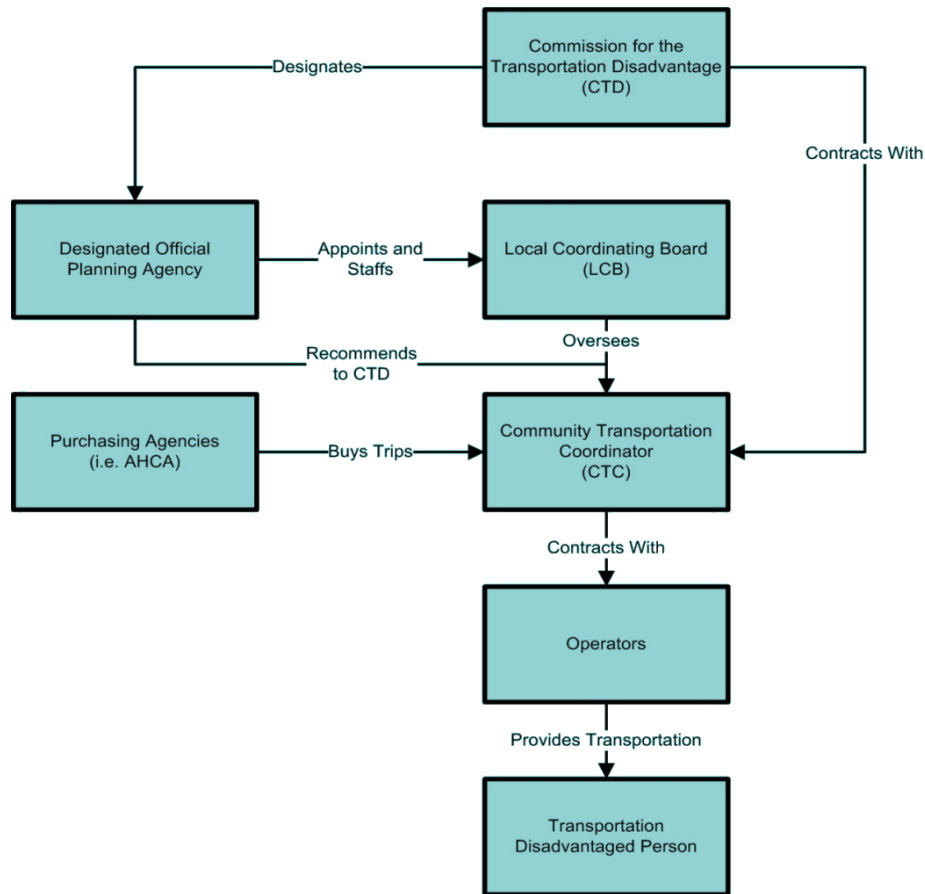 Commission for the
Transportation Disadvantage
(CTD)
Designates
Contracts With
Designated Official
Planning Agency
Appoints and
Staffs
Local Coordinating Board
(LCB)
Oversees
Recommends
to CTD
Purchasing Agencies
(i.e. AHCA)
Buys Trips
Community Transportation
Coordinator
(CTC)
Contracts With
Operators
Provides Transportation
Transportation
Disadvantaged Person